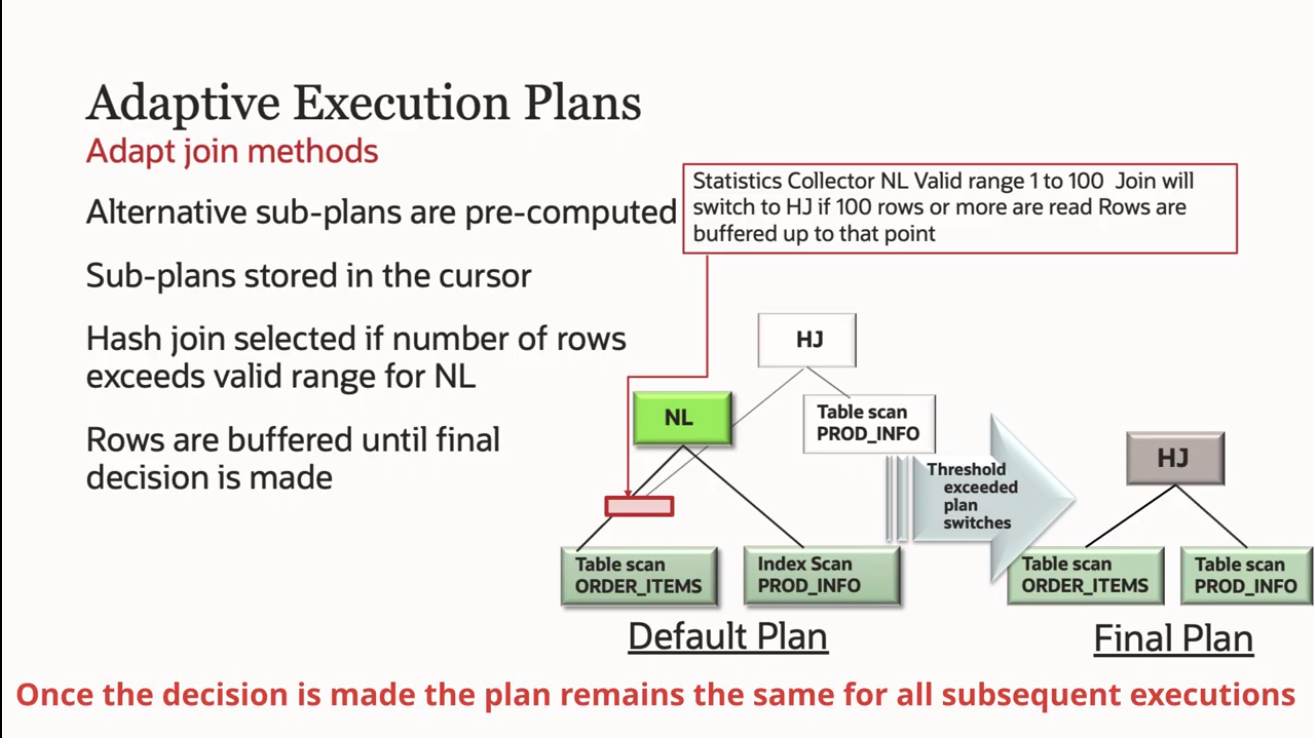 Adaptive Execution Plans
Adapt join methods
Alternative sub-plans are pre-computed
Sub-plans stored in the cursor
Hash join selected if number of rows
exceeds valid range for NL
Rows are buffered until final
decision is made
Statistics Collector NL Valid range 1 to 100 Join will
switch to HJ if 100 rows or more are read Rows are
buffered up to that point
HJ
NL
Table scan
PROD_INFO
Table scan
ORDER_ITEMS
Index Scan
PROD_INFO
Default Plan
Threshold
exceeded
plan
switches
HJ
Table scan
ORDER_ITEMS
Table scan
PROD_INFO
Final Plan
Once the decision is made the plan remains the same for all subsequent executions